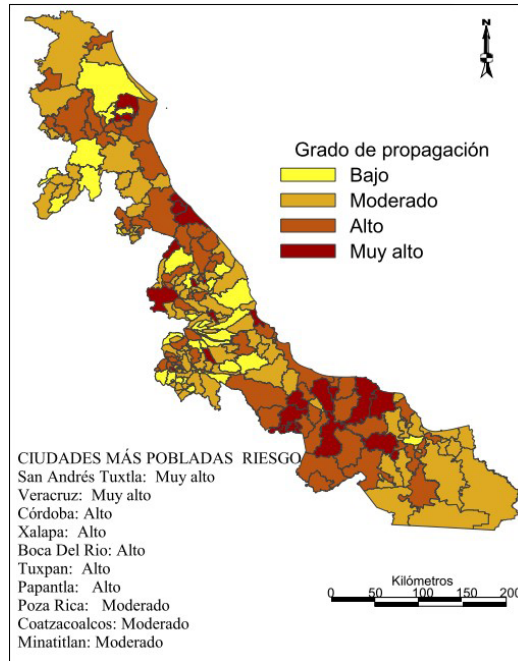 N
Grado de propagación
Bajo
Moderado
Alto
Muy alto
CIUDADES MÁS POBLADAS RIESGO
San Andrés Tuxtla: Muy alto
Veracruz: Muy alto
Córdoba: Alto
Xalapa: Alto
Boca Del Rio: Alto
Tuxpan: Alto
Papantla: Alto
Poza Rica: Moderado
Coatzacoalcos: Moderado
Minatitlan: Moderado
Kilómetros
0 50 100 150 200